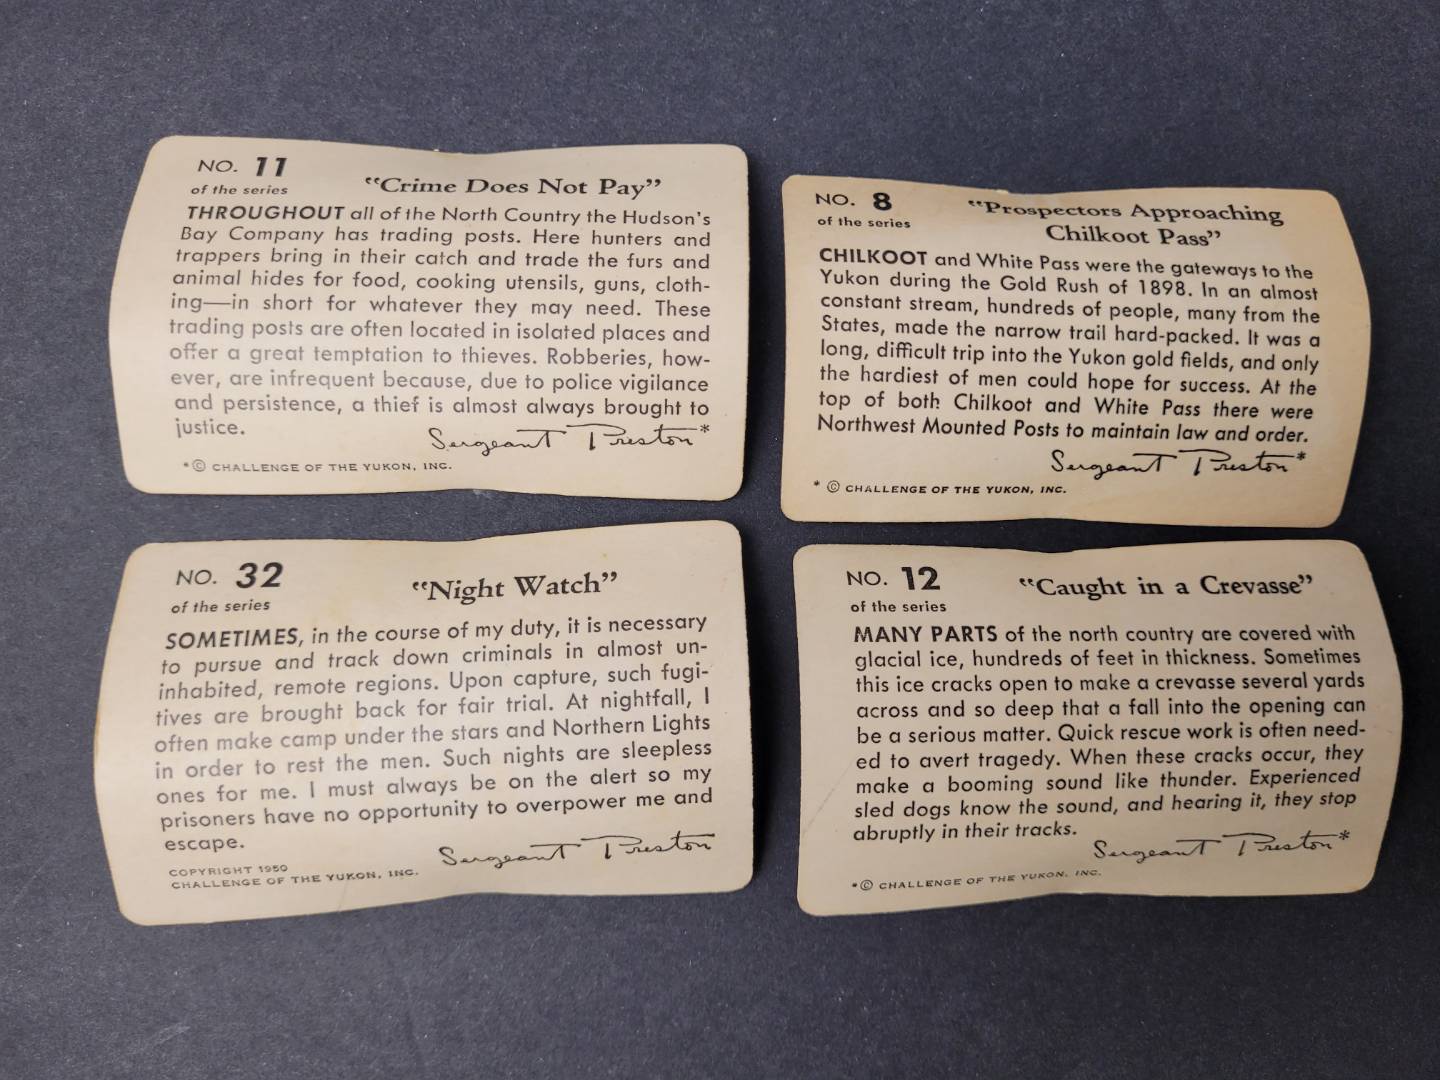 NO. 11
of the series
“Crime Does Not Pay”
THROUGHOUT all of the North Country the Hudson's
Bay Company has trading posts. Here hunters and
trappers bring in their catch and trade the furs and
animal hides for food, cooking utensils, guns, cloth-
ing—in short for whatever they may need. These
trading posts are often located in isolated places and
offer a great temptation to thieves. Robberies, how-
ever, are infrequent because, due to police vigilance
and persistence, a thief is almost always brought to
justice.
Sergeant Preston*
*© CHALLENGE OF THE YUKON, INC.
NO. 8
of the series
“Prospectors Approaching
Chilkoot Pass”
CHILKOOT and White Pass were the gateways to the
Yukon during the Gold Rush of 1898. In an almost
constant stream, hundreds of people, many from the
States, made the narrow trail hard-packed. It was a
long, difficult trip into the Yukon gold fields, and only
the hardiest of men could hope for success. At the
top of both Chilkoot and White Pass there were
Northwest Mounted Posts to maintain law and order.
Sergeant Preston*
* © CHALLENGE OF THE YUKON, INC.
NO. 32
of the series
“Night Watch”
SOMETIMES, in the course of my duty, it is necessary
to pursue and track down criminals in almost un-
inhabited, remote regions. Upon capture, such fugi-
tives are brought back for fair trial. At nightfall, I
often make camp under the stars and Northern Lights
in order to rest the men. Such nights are sleepless
ones for me. I must always be on the alert so my
prisoners have no opportunity to overpower me and
escape.
Sergeant Preston
COPYRIGHT 1950
CHALLENGE OF THE YUKON, INC.
NO. 12
of the series
“Caught in a Crevasse”
MANY PARTS of the north country are covered with
glacial ice, hundreds of feet in thickness. Sometimes
this ice cracks open to make a crevasse several yards
across and so deep that a fall into the opening can
be a serious matter. Quick rescue work is often need-
ed to avert tragedy. When these cracks occur, they
make a booming sound like thunder. Experienced
sled dogs know the sound, and hearing it, they stop
abruptly in their tracks.
Sergeant Preston*
*© CHALLENGE OF THE YUKON, INC.